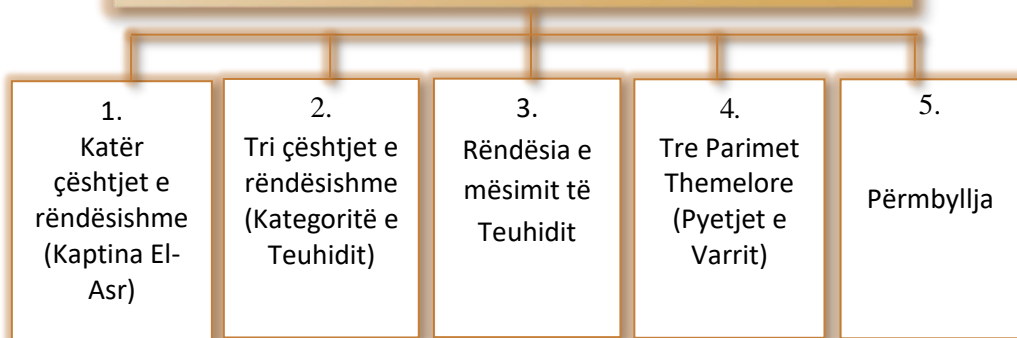 1.
Katër
çështjet e
rëndësishme
(Kaptina El-
Asr)
2.
Tri çështjet e
rëndësishme
(Kategoritë e
Teuhidit)
3.
Rëndësia e
mësimit të
Teuhidit
4.
Tre Parimet
Themelore
(Pyetjet e
Varrit)
5.
Përmbyllja